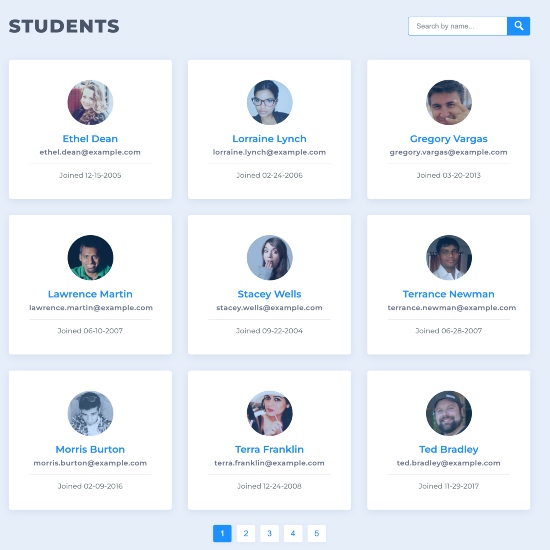 STUDENTS
Search by name...
Ethel Dean
ethel.dean@example.com
Joined 12-15-2005
Lorraine Lynch
lorraine.lynch@example.com
Joined 02-24-2006
Gregory Vargas
gregory.vargas@example.com
Joined 03-20-2013
Lawrence Martin
lawrence.martin@example.com
Joined 06-10-2007
Stacey Wells
stacey.wells@example.com
Joined 09-22-2004
Terrance Newman
terrance.newman@example.com
Joined 06-28-2007
Morris Burton
morris.burton@example.com
Joined 02-09-2016
Terra Franklin
terra.franklin@example.com
Joined 12-24-2008
Ted Bradley
ted.bradley@example.com
Joined 11-29-2017
1 2 3 4 5